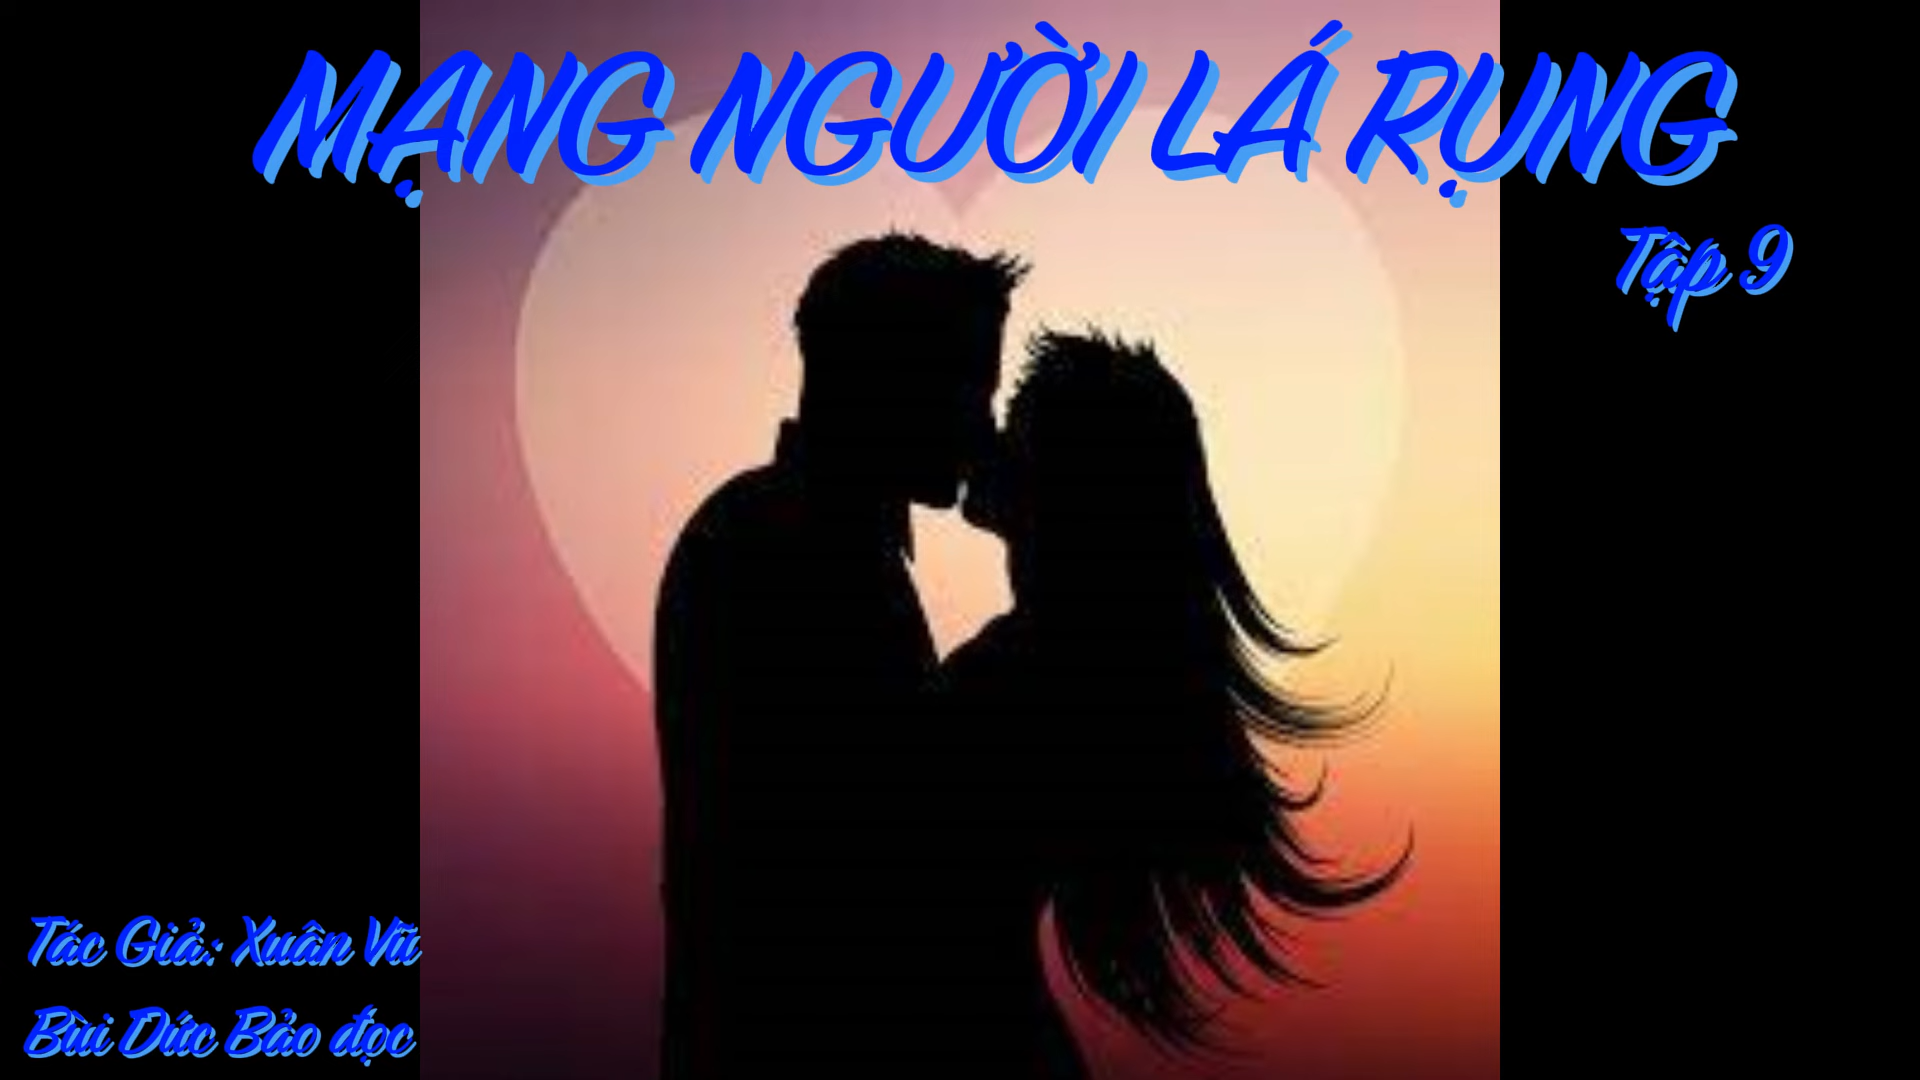 MẠNG NGƯỜI LÁ RỤNG
Tập 9
Tác Giả: Xuân Vũ
Bùi Đức Bảo đọc